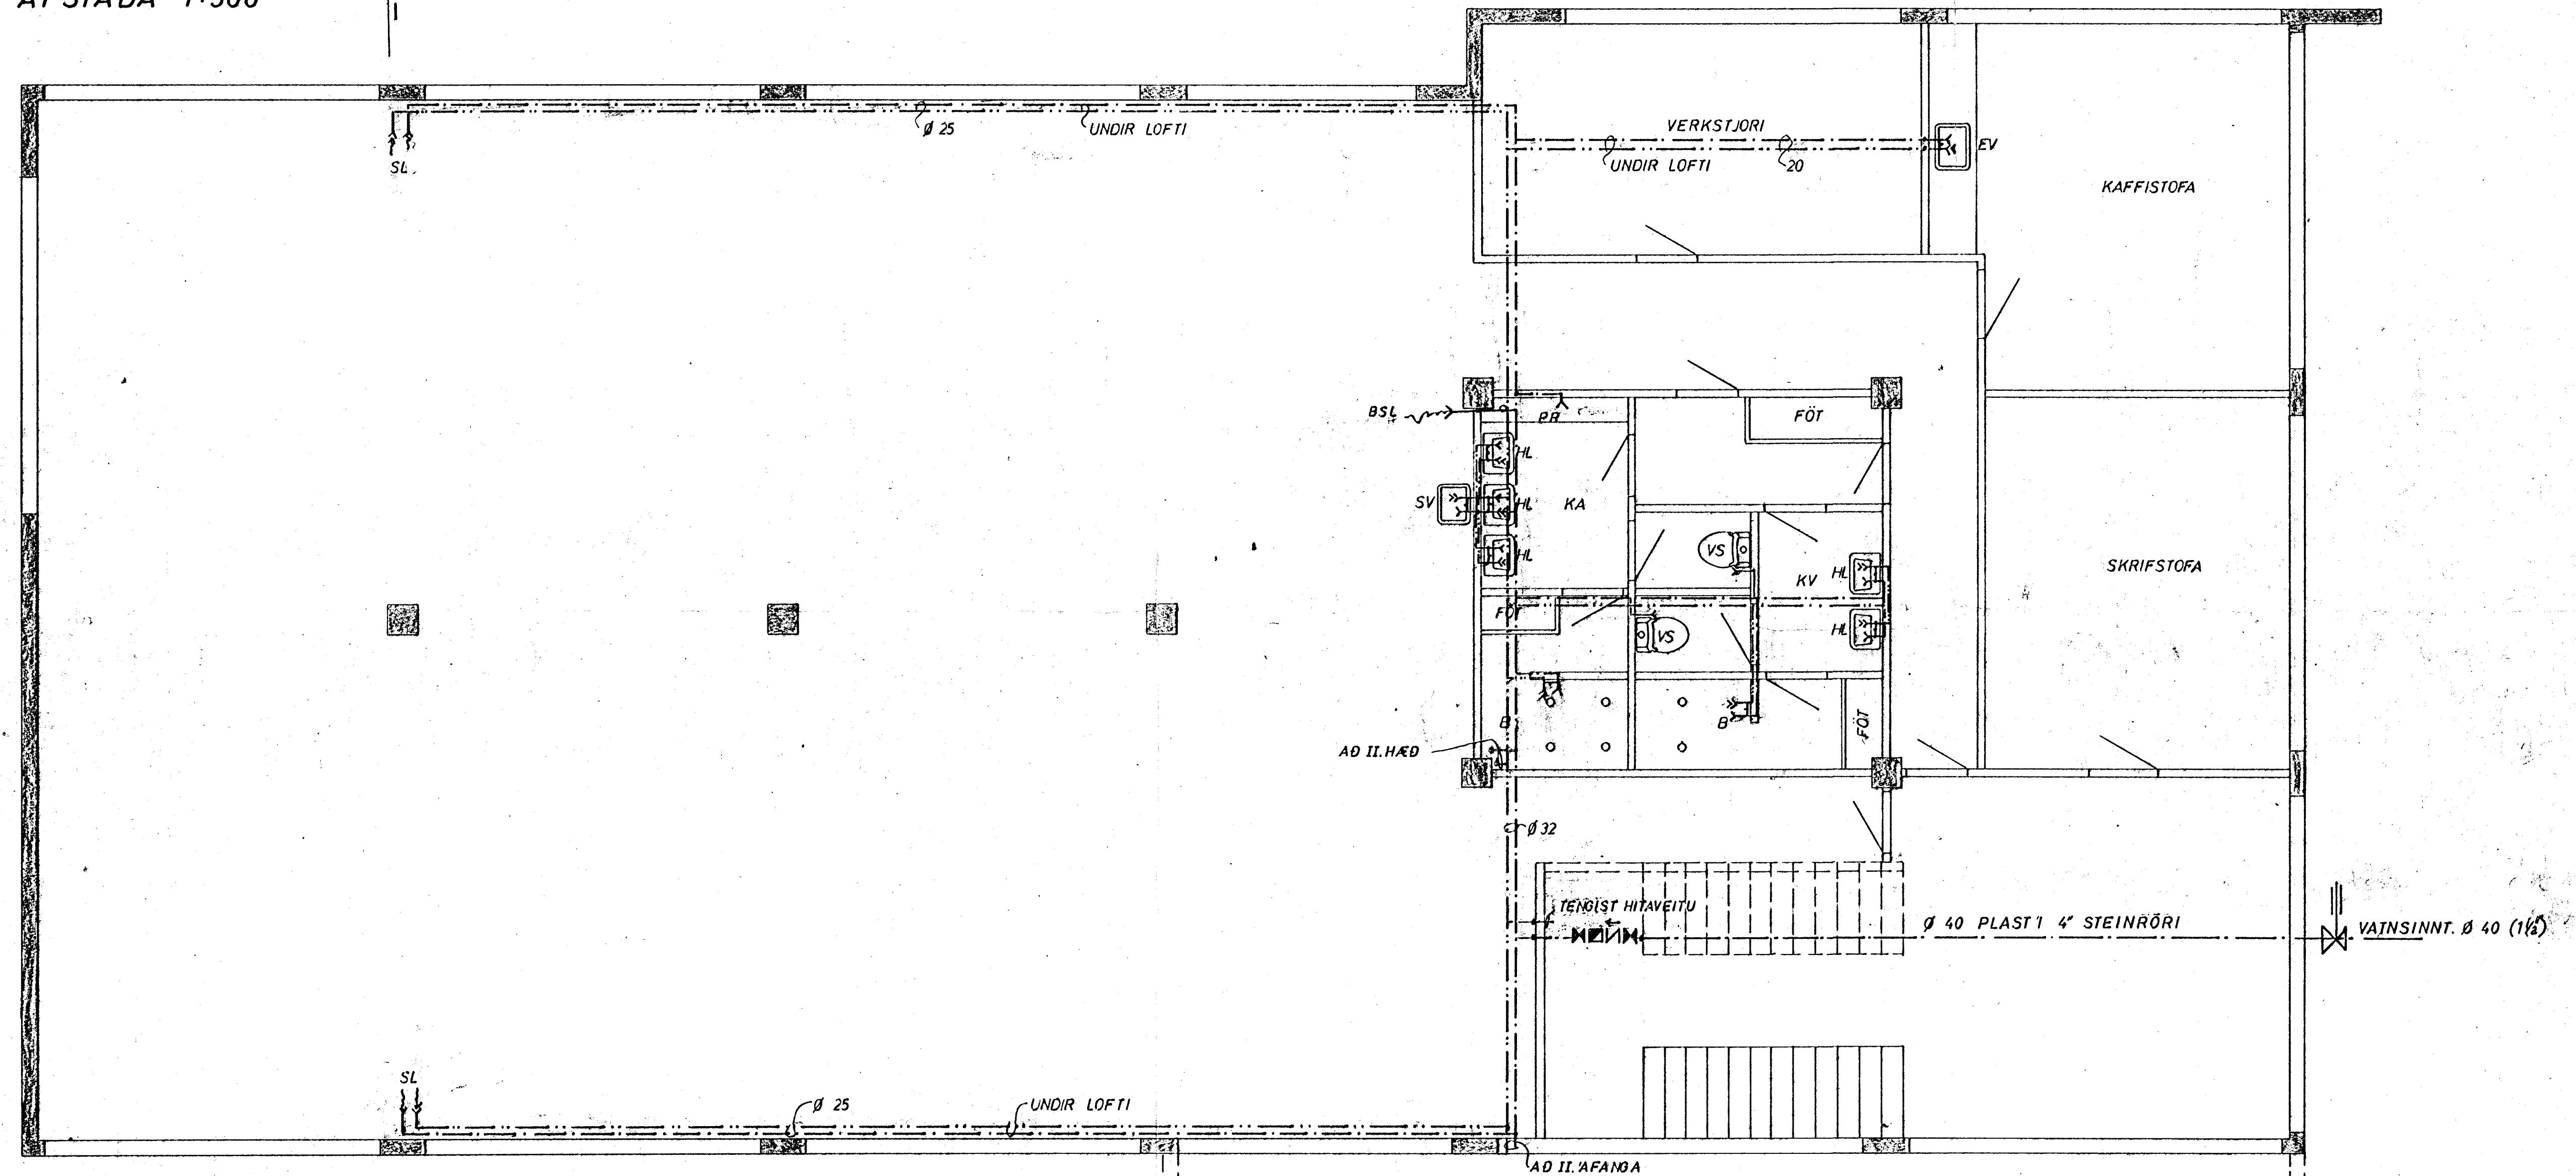 AFSTAÐA 1:500
Ø 25
UNDIR LOFTI
SL
VERKSTJORI
UNDIR LOFTI
20
EV
KAFFISTOFA
BSL
PR
FÖT
HL
SV
HL
KA
HL
VS
KV
HL
SKRIFSTOFA
FÖT
VS
HL
B
B
FÖT
AÐ II.HÆÐ
Ø 32
TENGIST HITAVEITU
Ø 40 PLAST Í 4" STEINRÖRI
VATNSINNT. Ø 40 (1½")
SL
Ø 25
UNDIR LOFTI
AÐ II. ÁFANGA